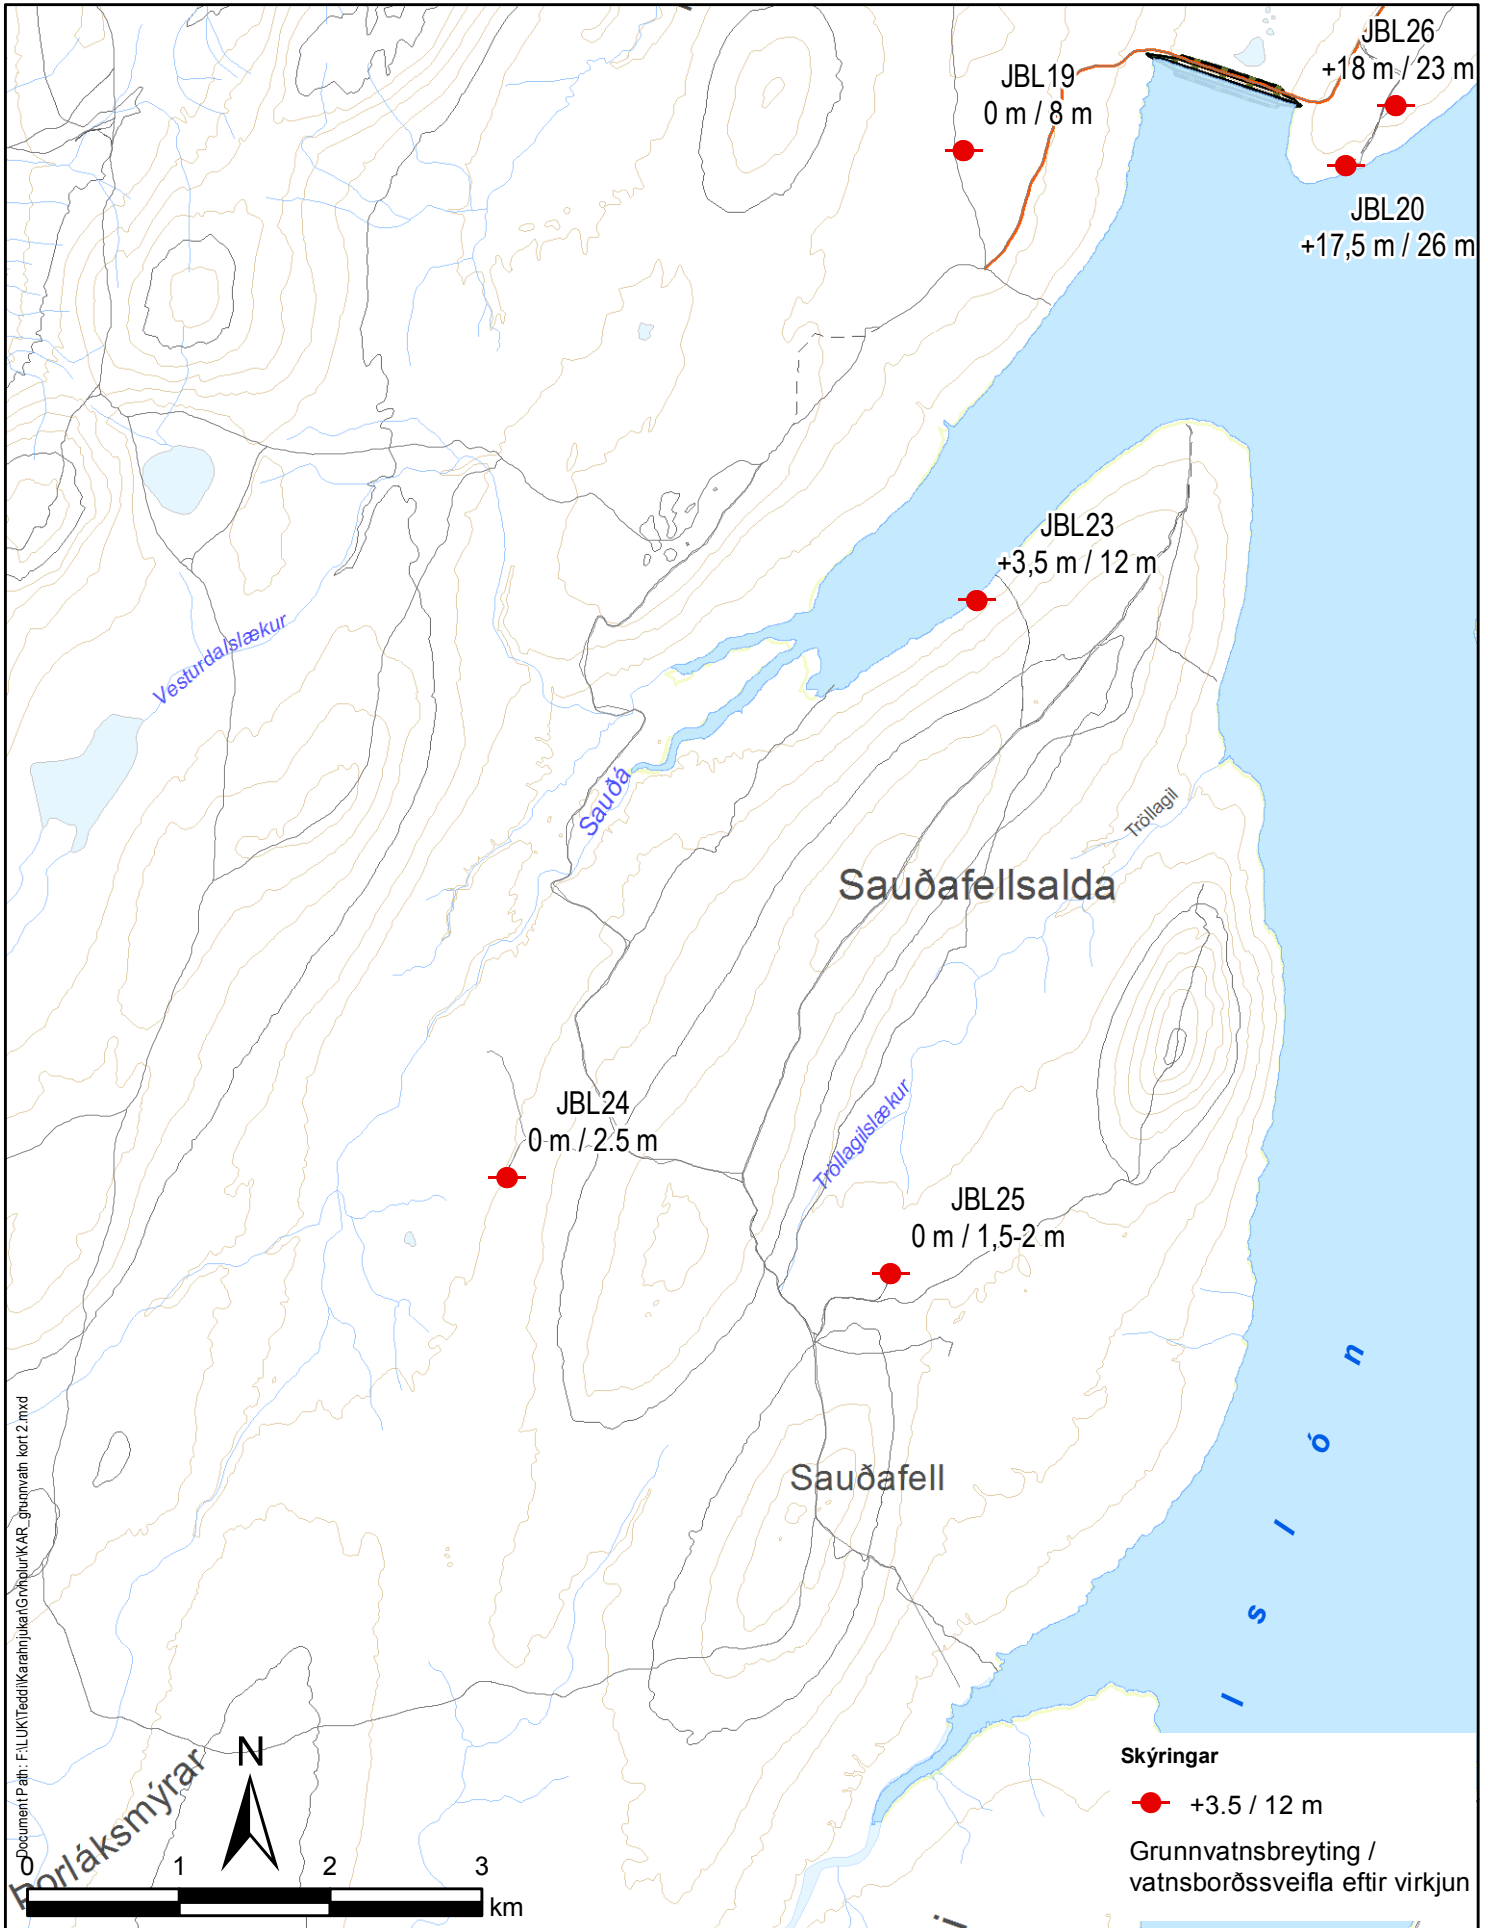 JBL26
+18 m / 23 m
JBL19
0 m / 8 m
JBL20
+17,5 m / 26 m
JBL23
+3,5 m / 12 m
Vesturdalslækur
Sauðá
Tröllagil
Sauðafellsalda
Tröllagilslækur
JBL24
0 m / 2.5 m
JBL25
0 m / 1,5-2 m
Sauðafell
l s l ó n
Þorláksmýrar
N
0 1 2 3
km
Skýringar
+3.5 / 12 m
Grunnvatnsbreyting /
vatnsborðssveifla eftir virkjun